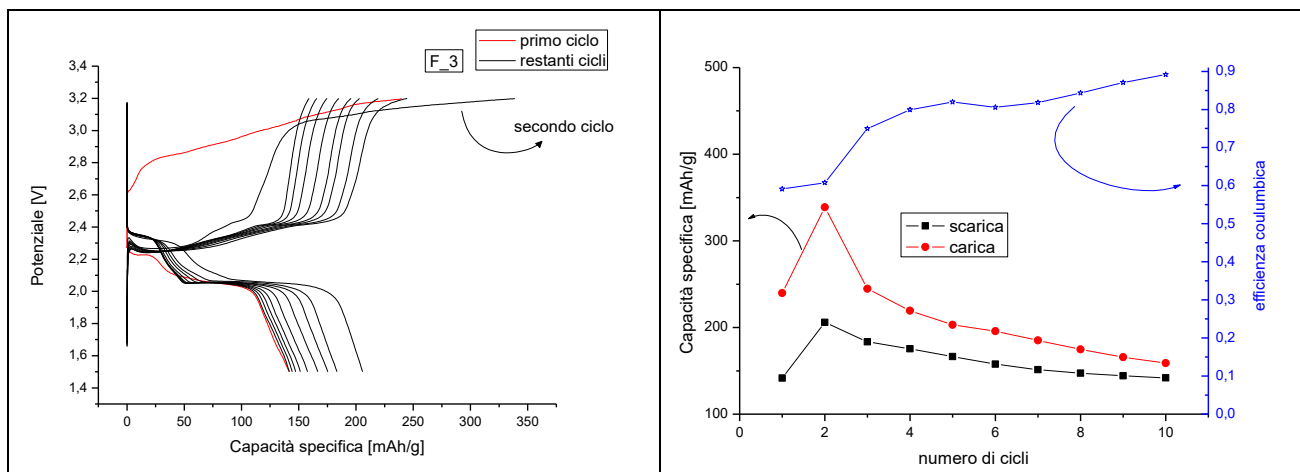 F_3
primo ciclo
restanti cicli
secondo ciclo
3,4
3,2
3,0
2,8
2,6
2,4
2,2
2,0
1,8
1,6
1,4
Potenziale [V]
0 50 100 150 200 250 300 350
Capacità specifica [mAh/g]
500
400
300
200
100
Capacità specifica [mAh/g]
scarica
carica
0,9
0,8
0,7
0,6
0,5
0,4
0,3
0,2
0,1
0,0
efficienza coulumbica
0 2 4 6 8 10
numero di cicli